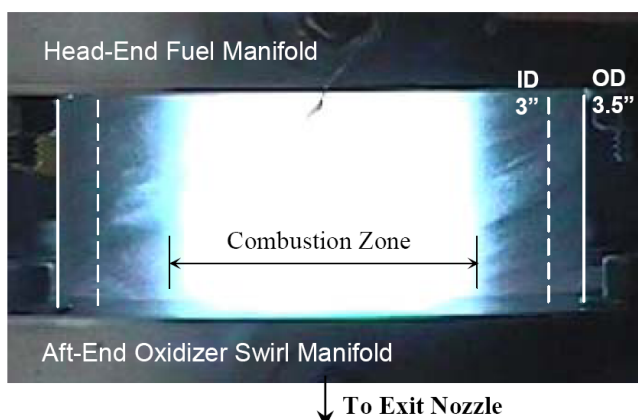 Head-End Fuel Manifold
ID
3”
OD
3.5”
Combustion Zone
Aft-End Oxidizer Swirl Manifold
To Exit Nozzle